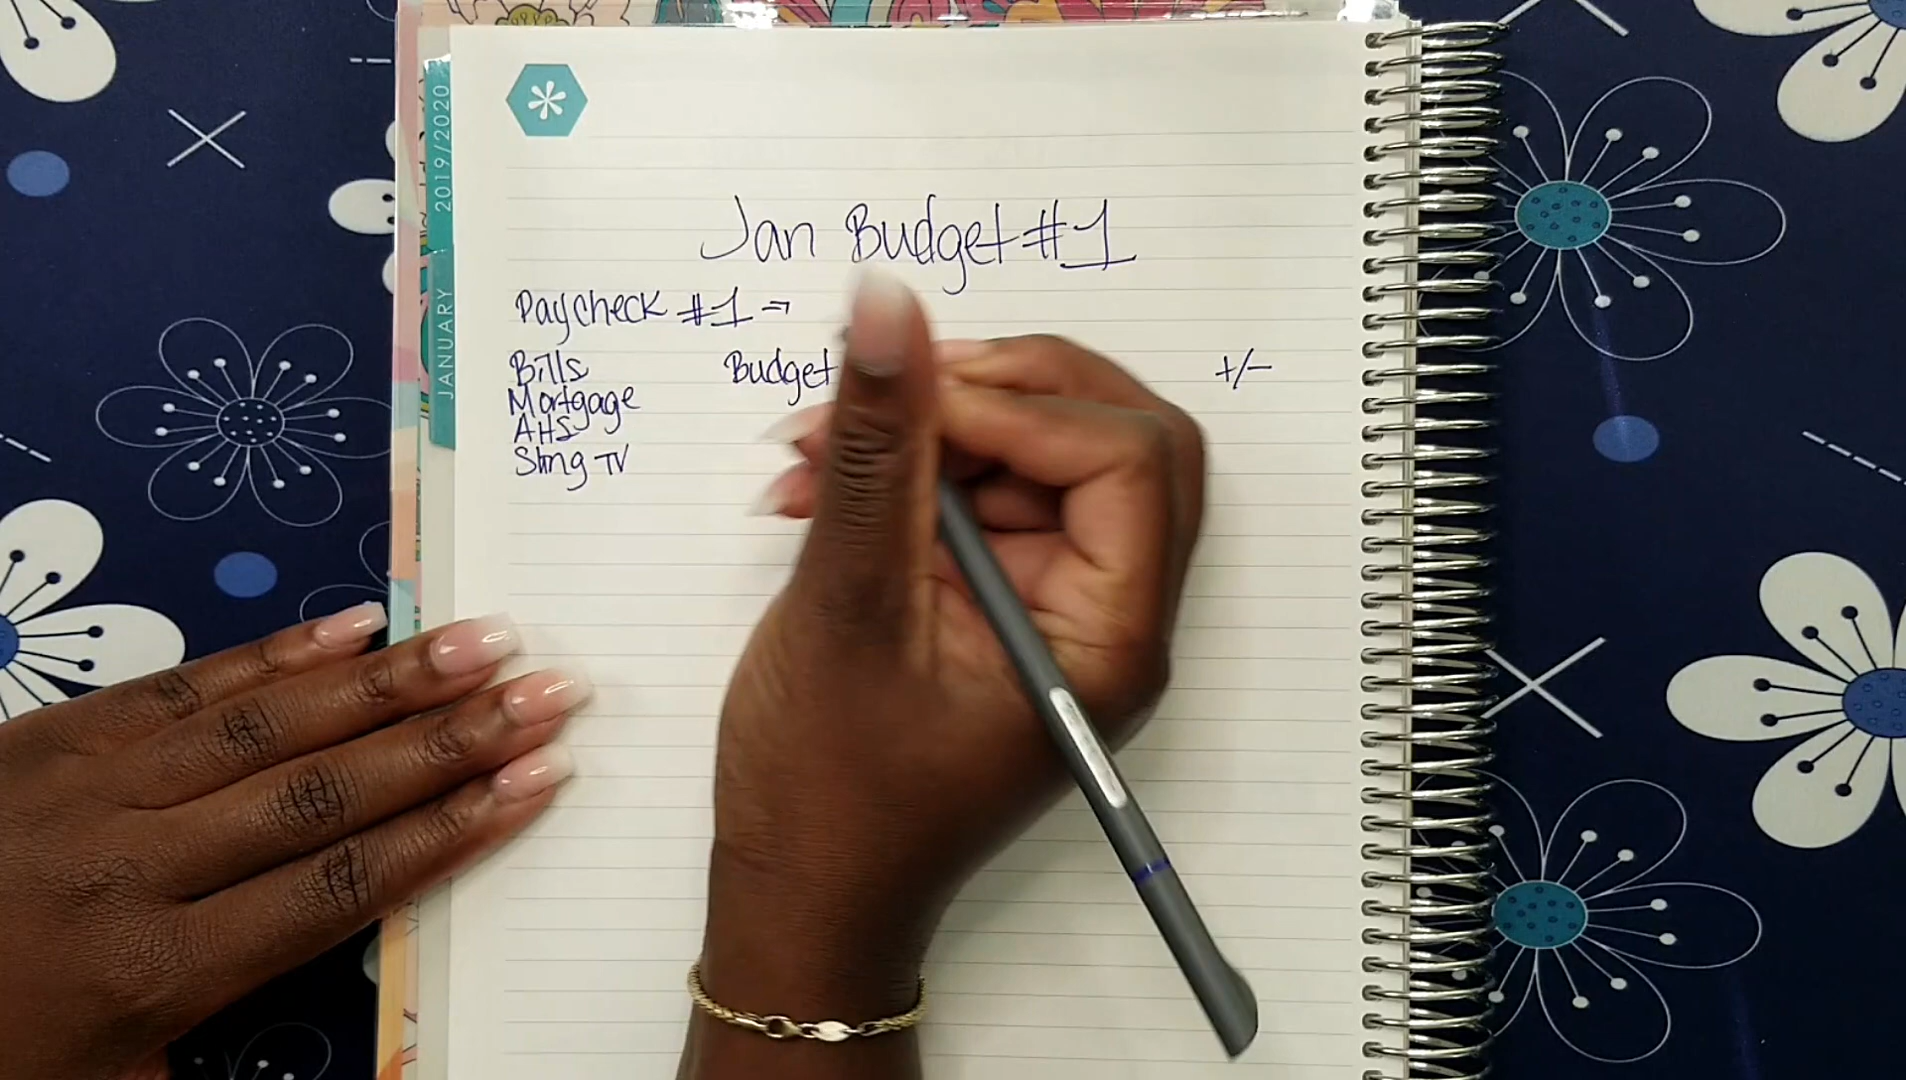 2019/2020
JANUARY
Jan Budget #1
Paycheck #1 →
Bills Budget +/-
Mortgage
AHS
Sling TV